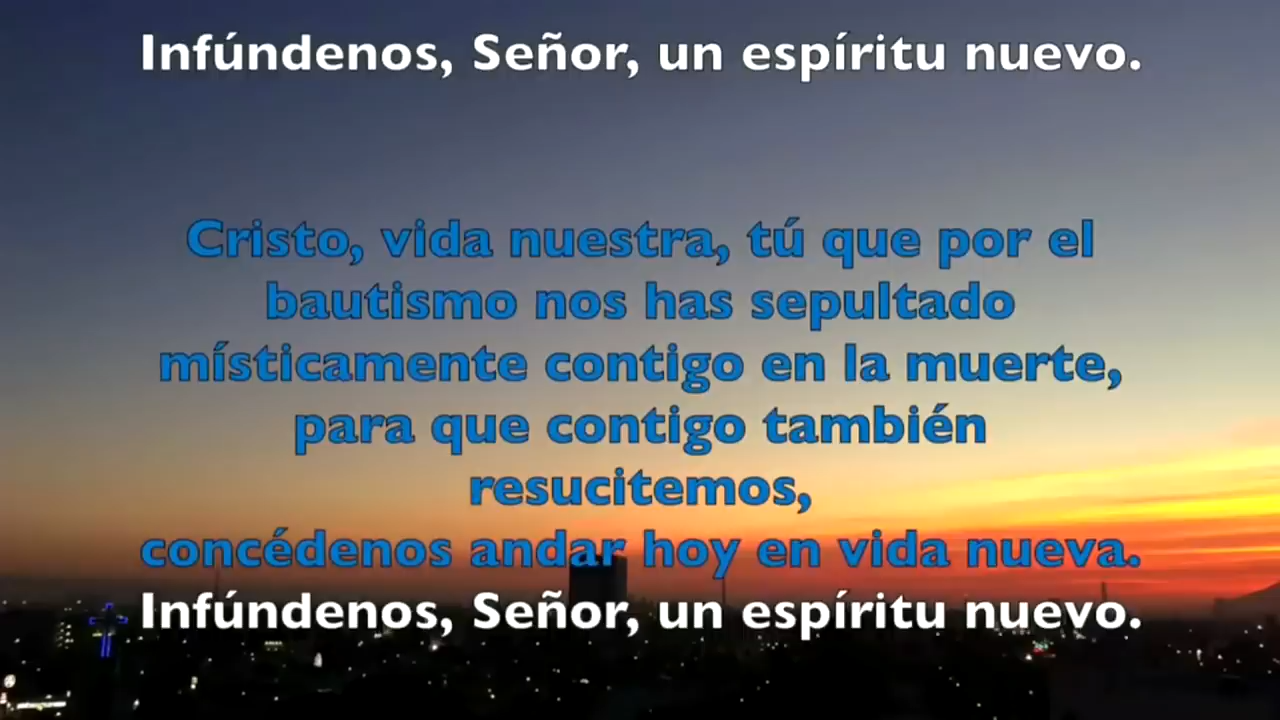 Infúndenos, Señor, un espíritu nuevo.
Cristo, vida nuestra, tú que por el
bautismo nos has sepultado
místicamente contigo en la muerte,
para que contigo también
resucitemos,
concédenos andar hoy en vida nueva.
Infúndenos, Señor, un espíritu nuevo.